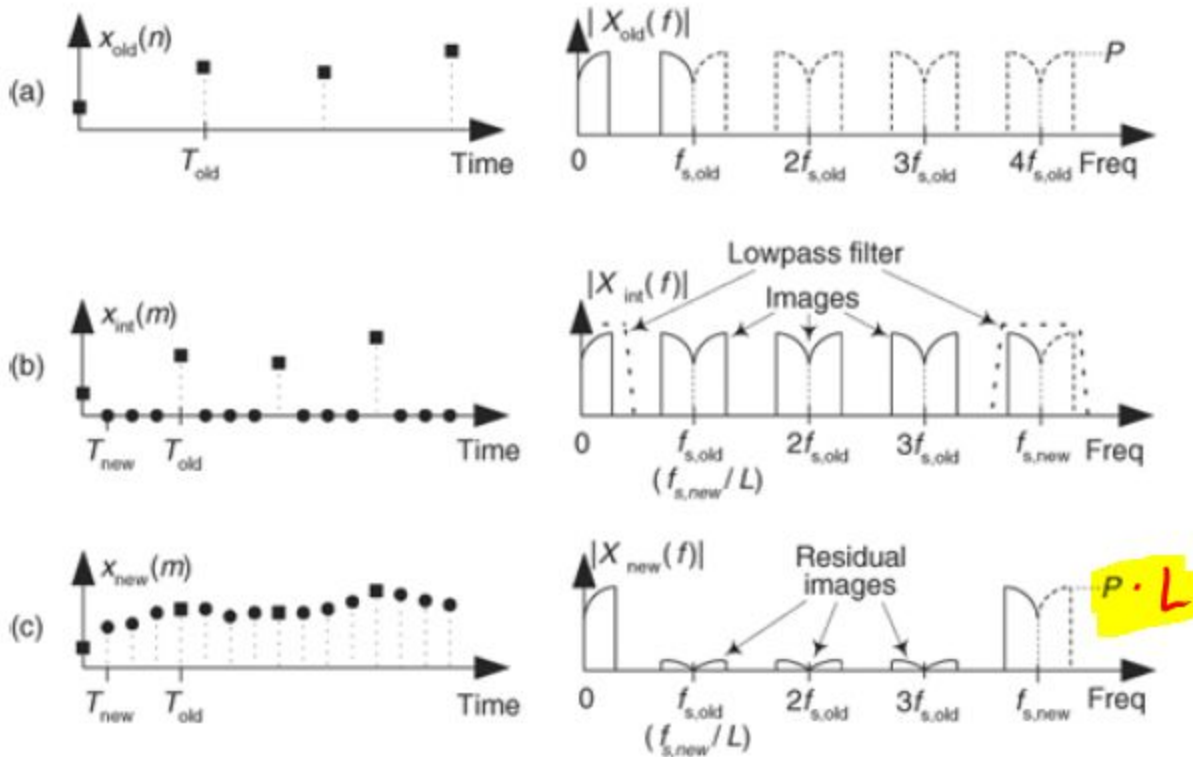 (a)
x_old(n)
T_old
Time
|X_old(f)|
P
0
f_s,old
2f_s,old
3f_s,old
4f_s,old
Freq
(b)
x_int(m)
T_new
T_old
Time
Lowpass filter
|X_int(f)|
Images
0
f_s,old
(f_s,new / L)
2f_s,old
3f_s,old
f_s,new
Freq
(c)
x_new(m)
T_new
T_old
Time
|X_new(f)|
Residual
images
P · L
0
f_s,old
(f_s,new / L)
2f_s,old
3f_s,old
f_s,new
Freq